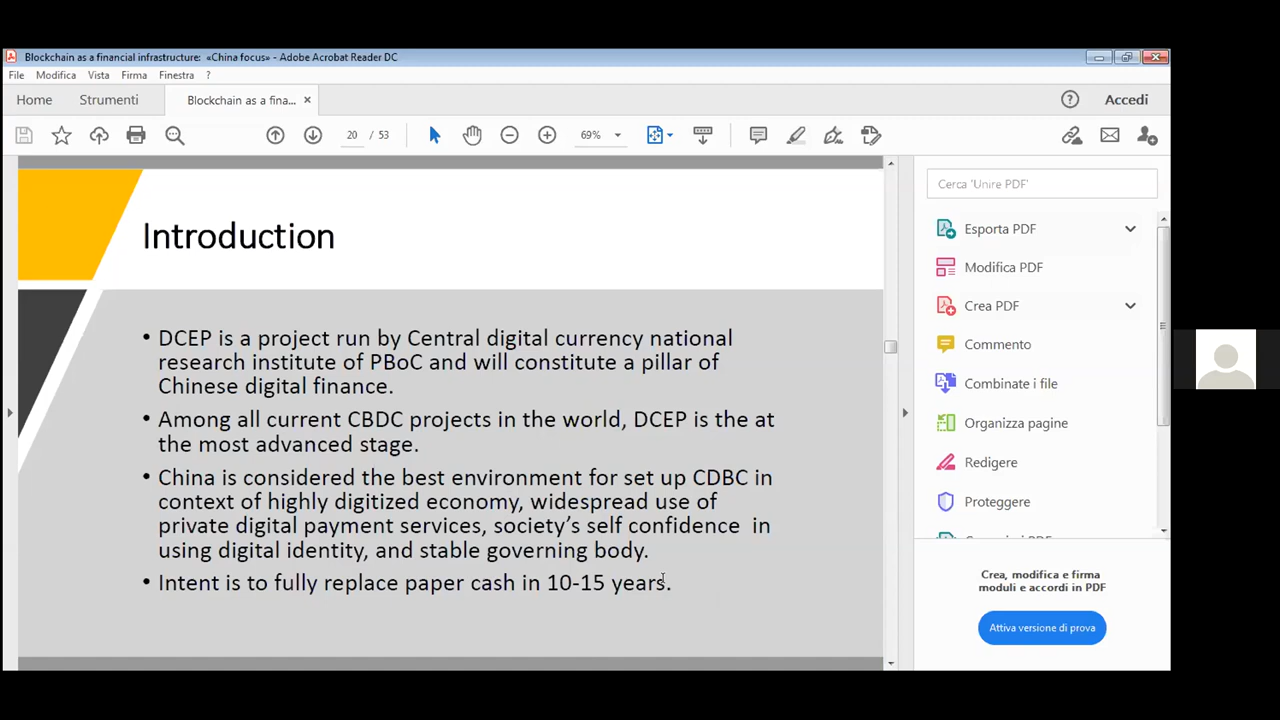 Blockchain as a financial infrastructure: «China focus» - Adobe Acrobat Reader DC
File Modifica Vista Firma Finestra ?
Home Strumenti Blockchain as a fina... × Accedi
20 / 53 69%
Introduction
• DCEP is a project run by Central digital currency national
research institute of PBoC and will constitute a pillar of
Chinese digital finance.
• Among all current CBDC projects in the world, DCEP is the at
the most advanced stage.
• China is considered the best environment for set up CDBC in
context of highly digitized economy, widespread use of
private digital payment services, society’s self confidence in
using digital identity, and stable governing body.
• Intent is to fully replace paper cash in 10-15 years.
Cerca 'Unire PDF'
Esporta PDF
Modifica PDF
Crea PDF
Commento
Combinate i file
Organizza pagine
Redigere
Proteggere
Crea, modifica e firma
moduli e accordi in PDF
Attiva versione di prova